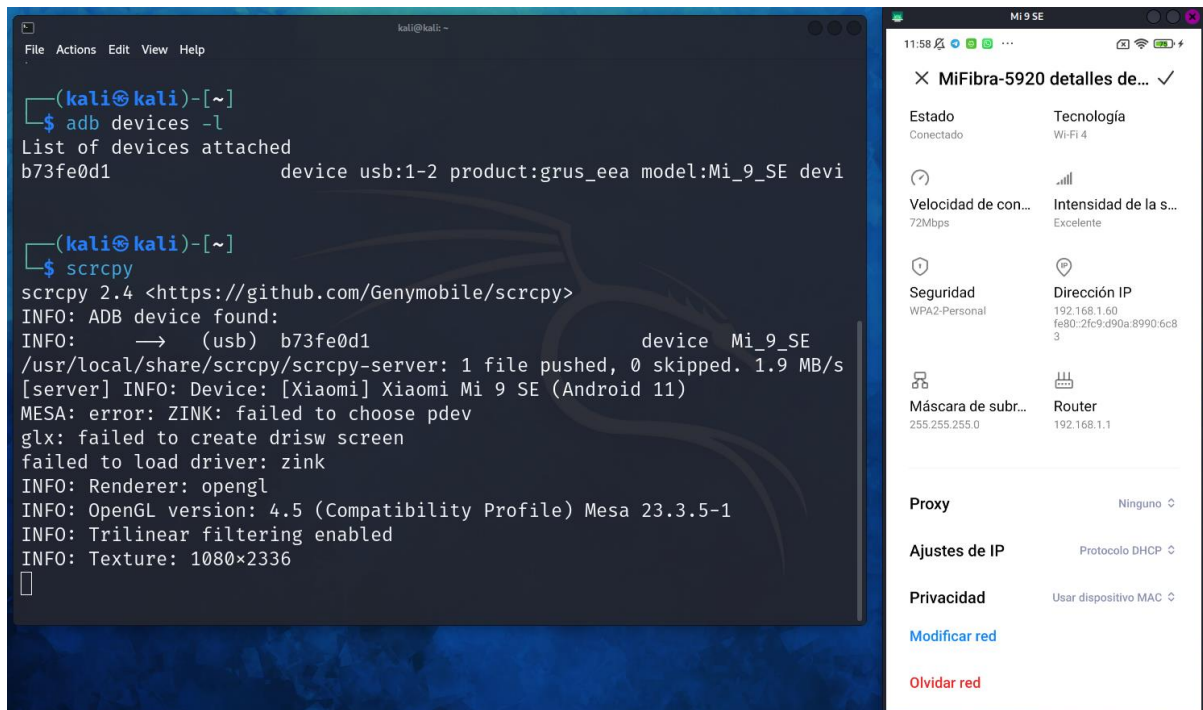 kali@kali: ~
File Actions Edit View Help
(kali㉿kali)-[~]
$ adb devices -l
List of devices attached
b73fe0d1 device usb:1-2 product:grus_eea model:Mi_9_SE devi
(kali㉿kali)-[~]
$ scrcpy
scrcpy 2.4 <https://github.com/Genymobile/scrcpy>
INFO: ADB device found:
INFO: --> (usb) b73fe0d1 device Mi_9_SE
/usr/local/share/scrcpy/scrcpy-server: 1 file pushed, 0 skipped. 1.9 MB/s
[server] INFO: Device: [Xiaomi] Xiaomi Mi 9 SE (Android 11)
MESA: error: ZINK: failed to choose pdev
glx: failed to create drisw screen
failed to load driver: zink
INFO: Renderer: opengl
INFO: OpenGL version: 4.5 (Compatibility Profile) Mesa 23.3.5-1
INFO: Trilinear filtering enabled
INFO: Texture: 1080×2336
Mi 9 SE
11:58 ... 75
MiFibra-5920 detalles de...
Estado Tecnología
Conectado Wi-Fi 4
Velocidad de con... Intensidad de la s...
72Mbps Excelente
IP
Seguridad Dirección IP
WPA2-Personal 192.168.1.60
fe80::2fc9:d90a:8990:6c8
3
Máscara de subr... Router
255.255.255.0 192.168.1.1
Proxy Ninguno
Ajustes de IP Protocolo DHCP
Privacidad Usar dispositivo MAC
Modificar red
Olvidar red